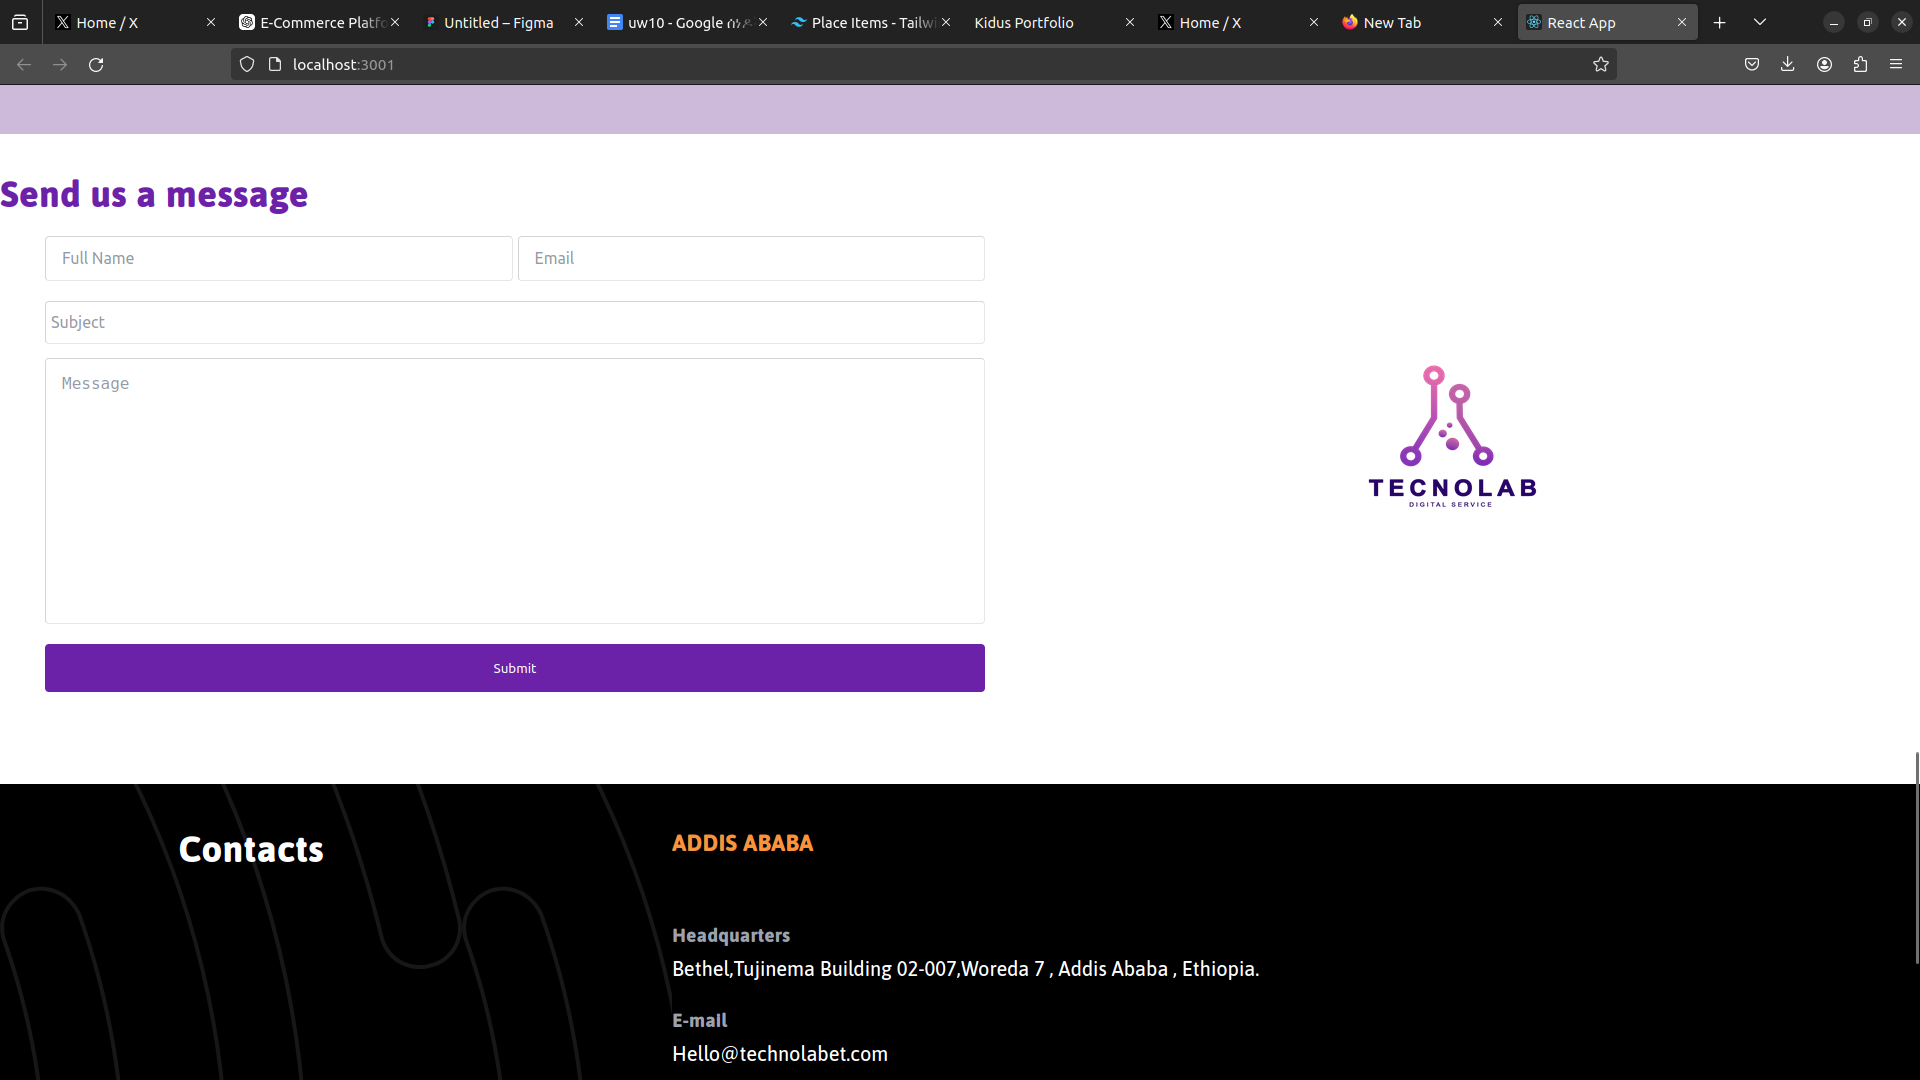 Home / X
E-Commerce Platfo
Untitled – Figma
uw10 - Google
Place Items - Tailwi
Kidus Portfolio
Home / X
New Tab
React App
localhost:3001
Send us a message
Full Name
Email
Subject
Message
Submit
TECNOLAB
DIGITAL SERVICE
Contacts
ADDIS ABABA
Headquarters
Bethel,Tujinema Building 02-007,Woreda 7 , Addis Ababa , Ethiopia.
E-mail
Hello@technolabet.com